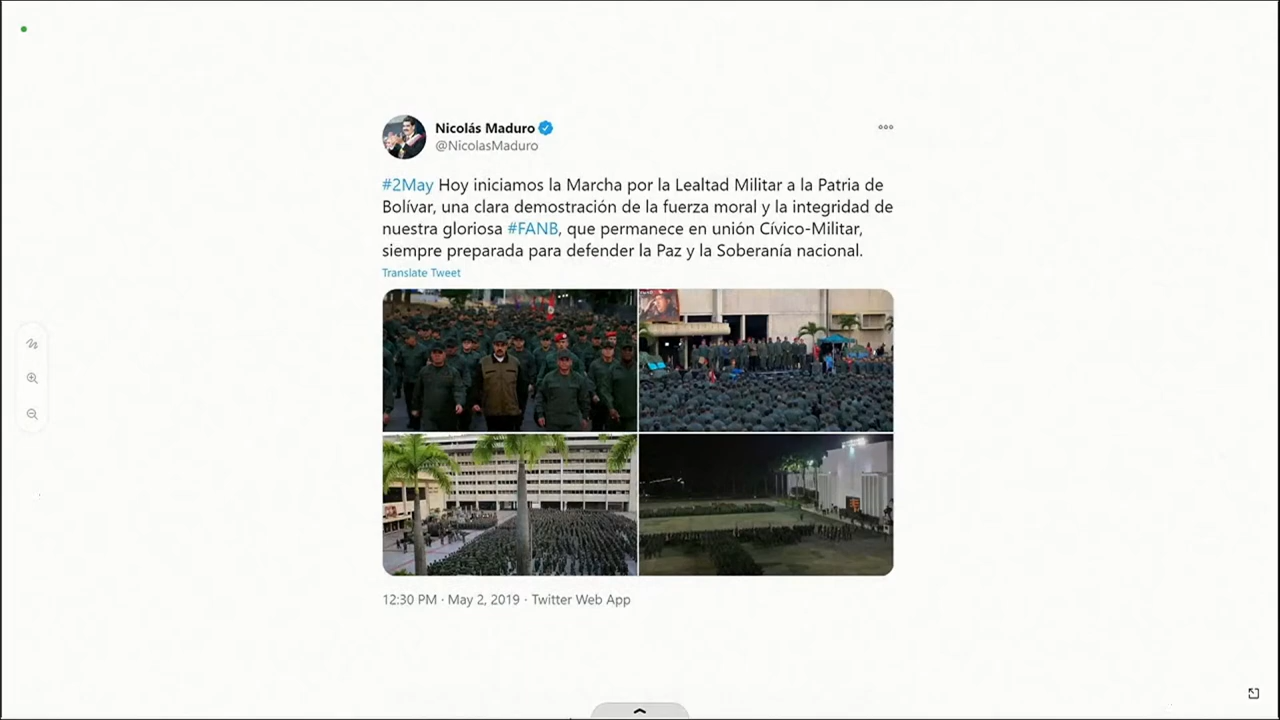 Nicolás Maduro
@NicolasMaduro
#2May Hoy iniciamos la Marcha por la Lealtad Militar a la Patria de
Bolívar, una clara demostración de la fuerza moral y la integridad de
nuestra gloriosa #FANB, que permanece en unión Cívico-Militar,
siempre preparada para defender la Paz y la Soberanía nacional.
Translate Tweet
12:30 PM · May 2, 2019 · Twitter Web App